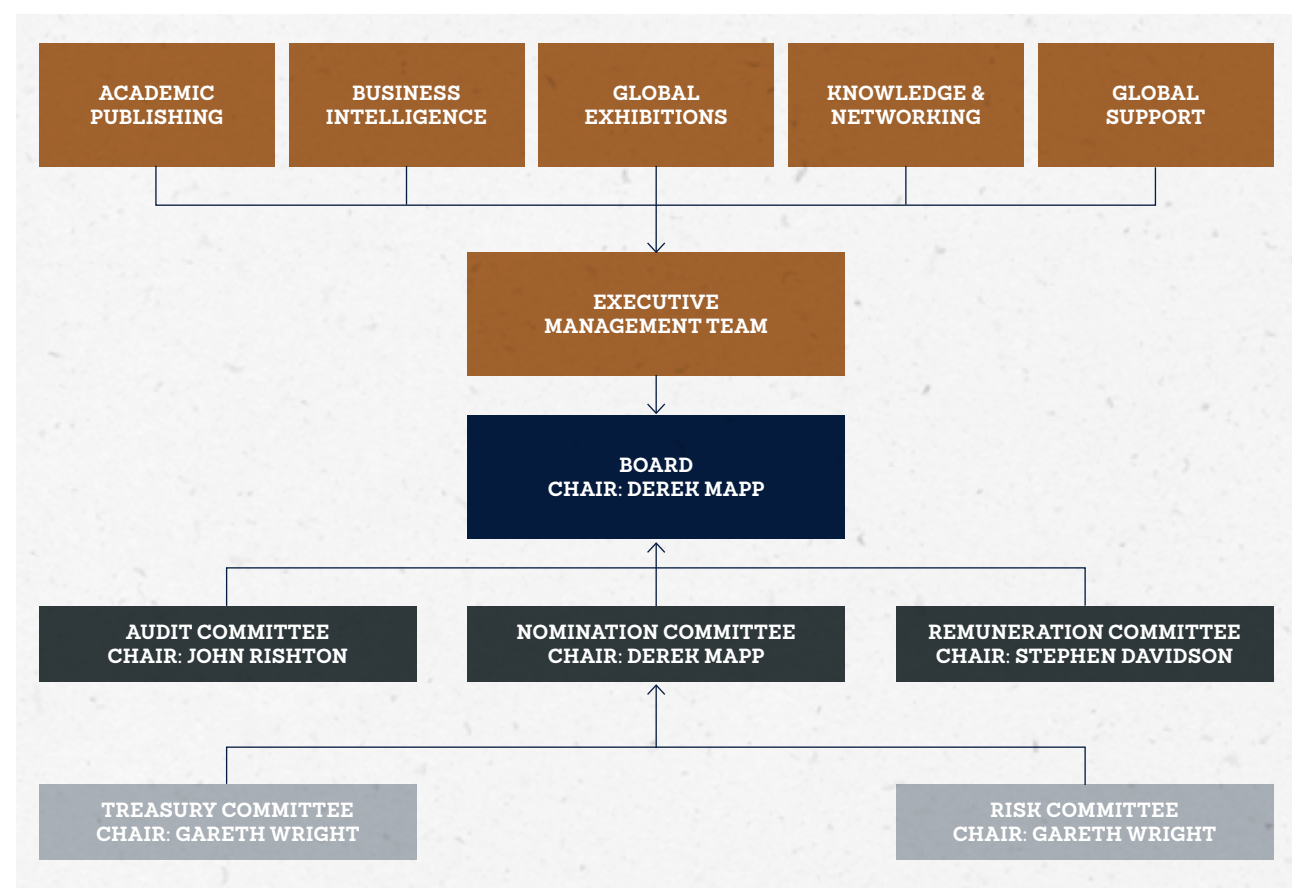 ACADEMIC
PUBLISHING
BUSINESS
INTELLIGENCE
GLOBAL
EXHIBITIONS
KNOWLEDGE &
NETWORKING
GLOBAL
SUPPORT
EXECUTIVE
MANAGEMENT TEAM
BOARD
CHAIR: DEREK MAPP
AUDIT COMMITTEE
CHAIR: JOHN RISHTON
NOMINATION COMMITTEE
CHAIR: DEREK MAPP
REMUNERATION COMMITTEE
CHAIR: STEPHEN DAVIDSON
TREASURY COMMITTEE
CHAIR: GARETH WRIGHT
RISK COMMITTEE
CHAIR: GARETH WRIGHT